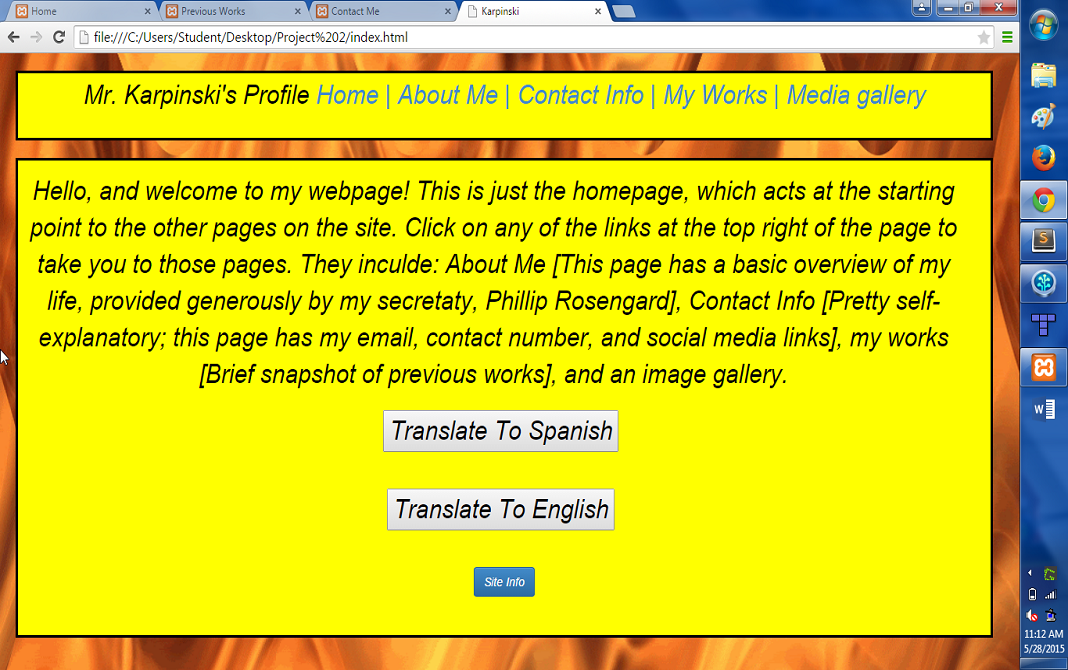 Home
Previous Works
Contact Me
Karpinski
file:///C:/Users/Student/Desktop/Project%202/index.html
Mr. Karpinski's Profile Home | About Me | Contact Info | My Works | Media gallery
Hello, and welcome to my webpage! This is just the homepage, which acts at the starting
point to the other pages on the site. Click on any of the links at the top right of the page to
take you to those pages. They inculde: About Me [This page has a basic overview of my
life, provided generously by my secretaty, Phillip Rosengard], Contact Info [Pretty self-
explanatory; this page has my email, contact number, and social media links], my works
[Brief snapshot of previous works], and an image gallery.
Translate To Spanish
Translate To English
Site Info
11:12 AM
5/28/2015